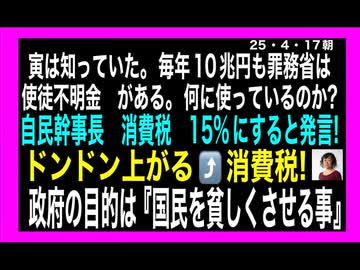 25・4・17朝
寅は知っていた。毎年10兆円も罪務省は
使徒不明金 がある。何に使っているのか?
自民幹事長 消費税 15%にすると発言!
ドンドン上がる⤴消費税!
政府の目的は『国民を貧しくさせる事』